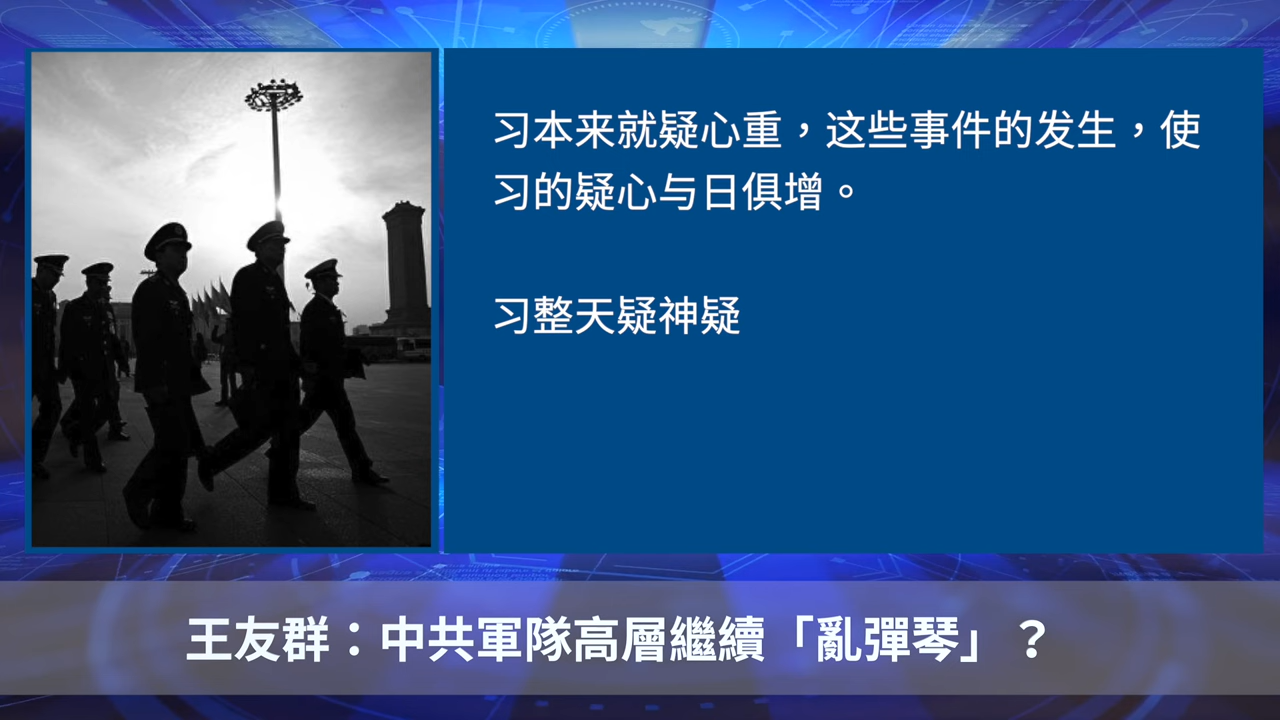 习本来就疑心重，这些事件的发生，使
习的疑心与日俱增。
习整天疑神疑
王友群：中共軍隊高層繼續「亂彈琴」？